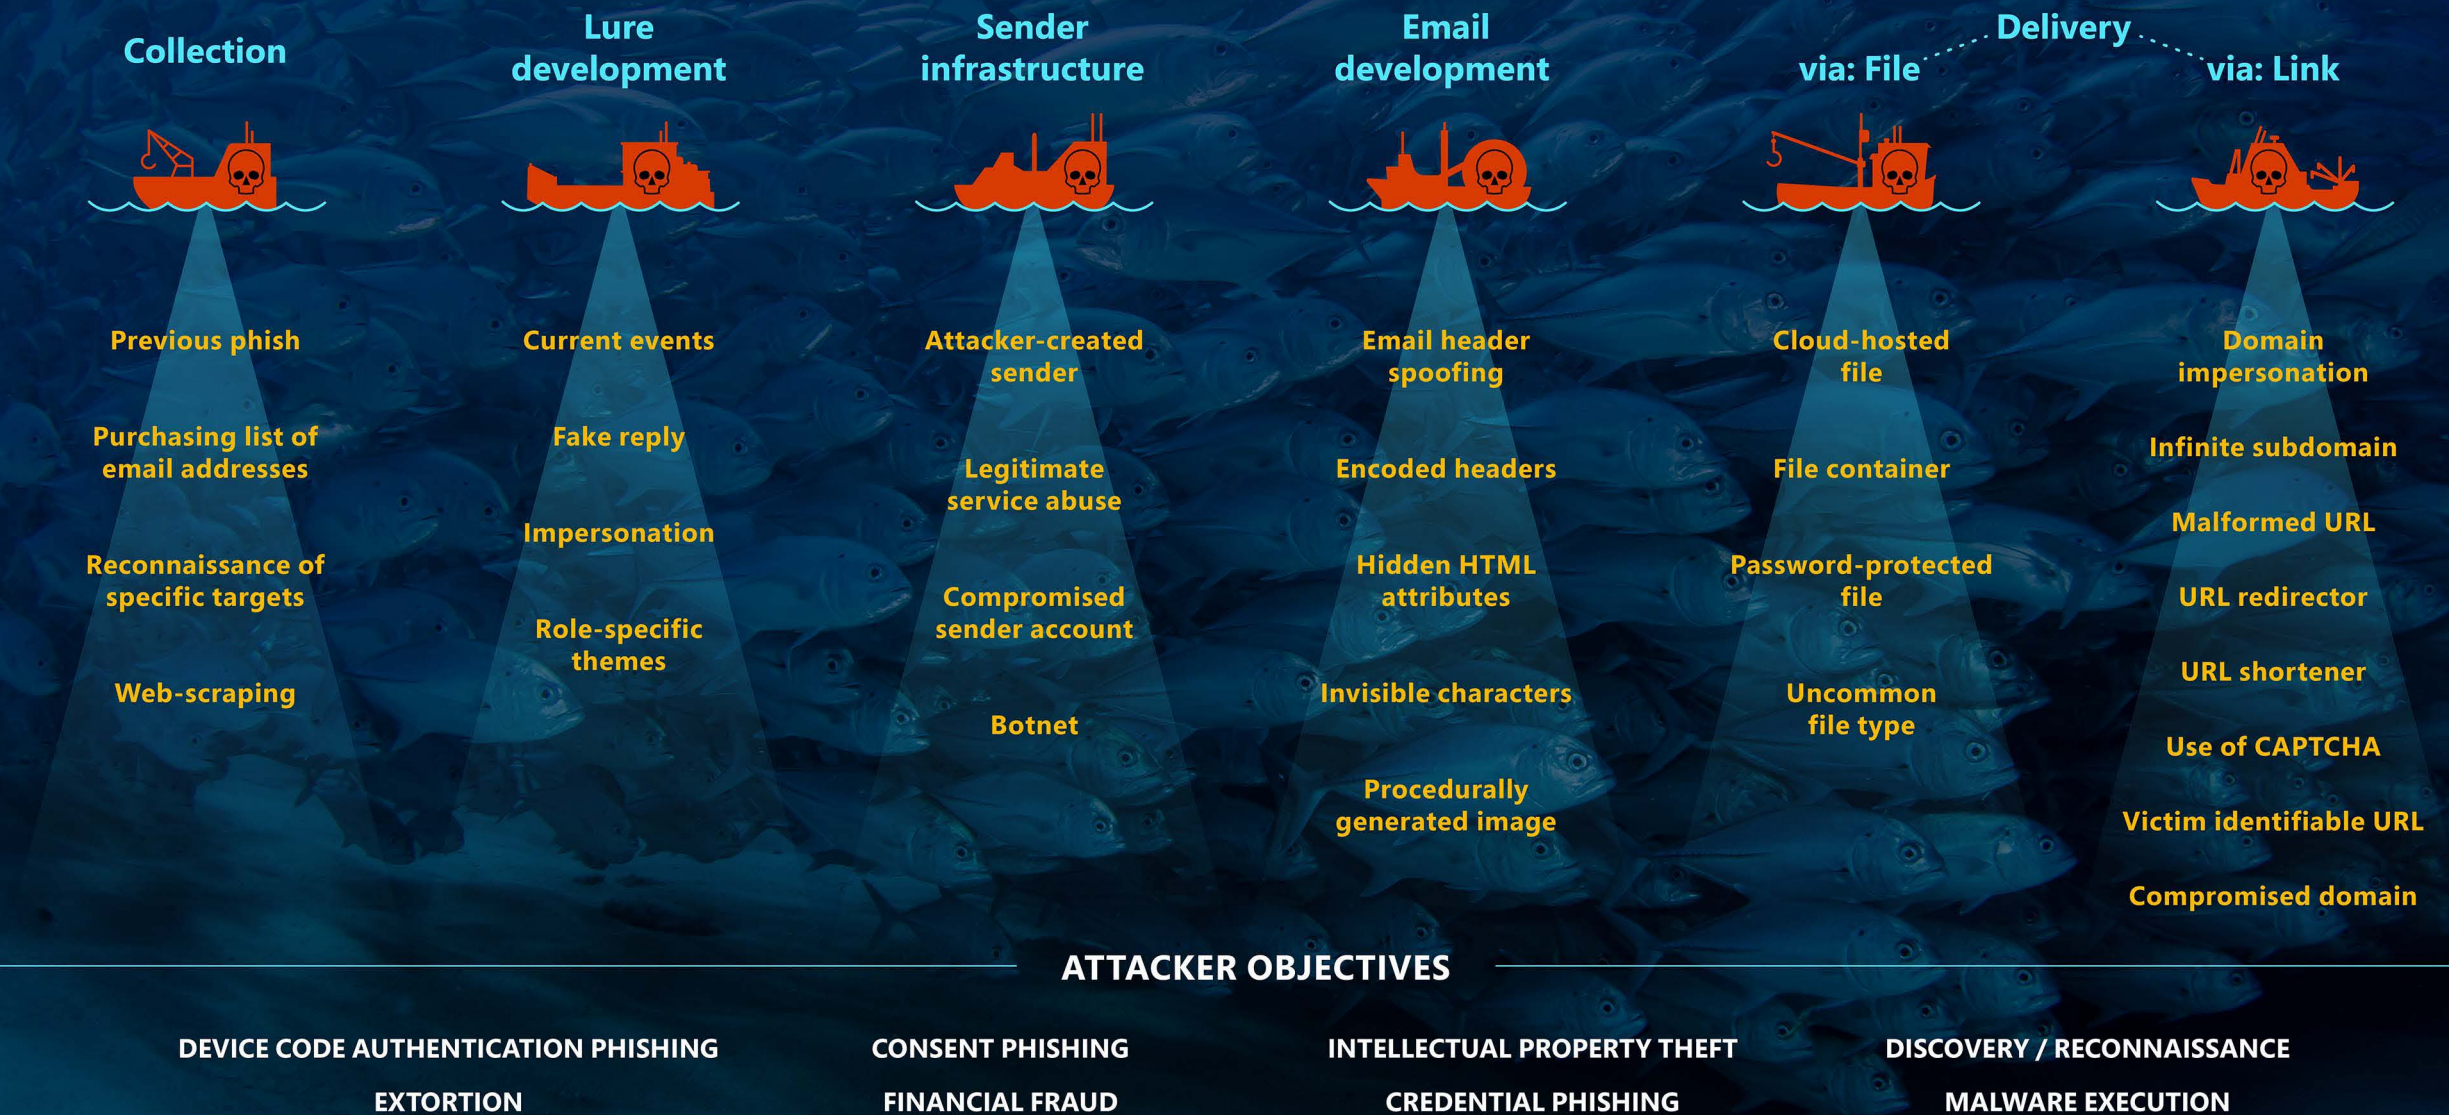 Collection
Lure
development
Sender
infrastructure
Email
development
Delivery
via: File
via: Link
Previous phish
Purchasing list of
email addresses
Reconnaissance of
specific targets
Web-scraping
Current events
Fake reply
Impersonation
Role-specific
themes
Attacker-created
sender
Legitimate
service abuse
Compromised
sender account
Botnet
Email header
spoofing
Encoded headers
Hidden HTML
attributes
Invisible characters
Procedurally
generated image
Cloud-hosted
file
File container
Password-protected
file
Uncommon
file type
Domain
impersonation
Infinite subdomain
Malformed URL
URL redirector
URL shortener
Use of CAPTCHA
Victim identifiable URL
Compromised domain
ATTACKER OBJECTIVES
DEVICE CODE AUTHENTICATION PHISHING
CONSENT PHISHING
INTELLECTUAL PROPERTY THEFT
DISCOVERY / RECONNAISSANCE
EXTORTION
FINANCIAL FRAUD
CREDENTIAL PHISHING
MALWARE EXECUTION